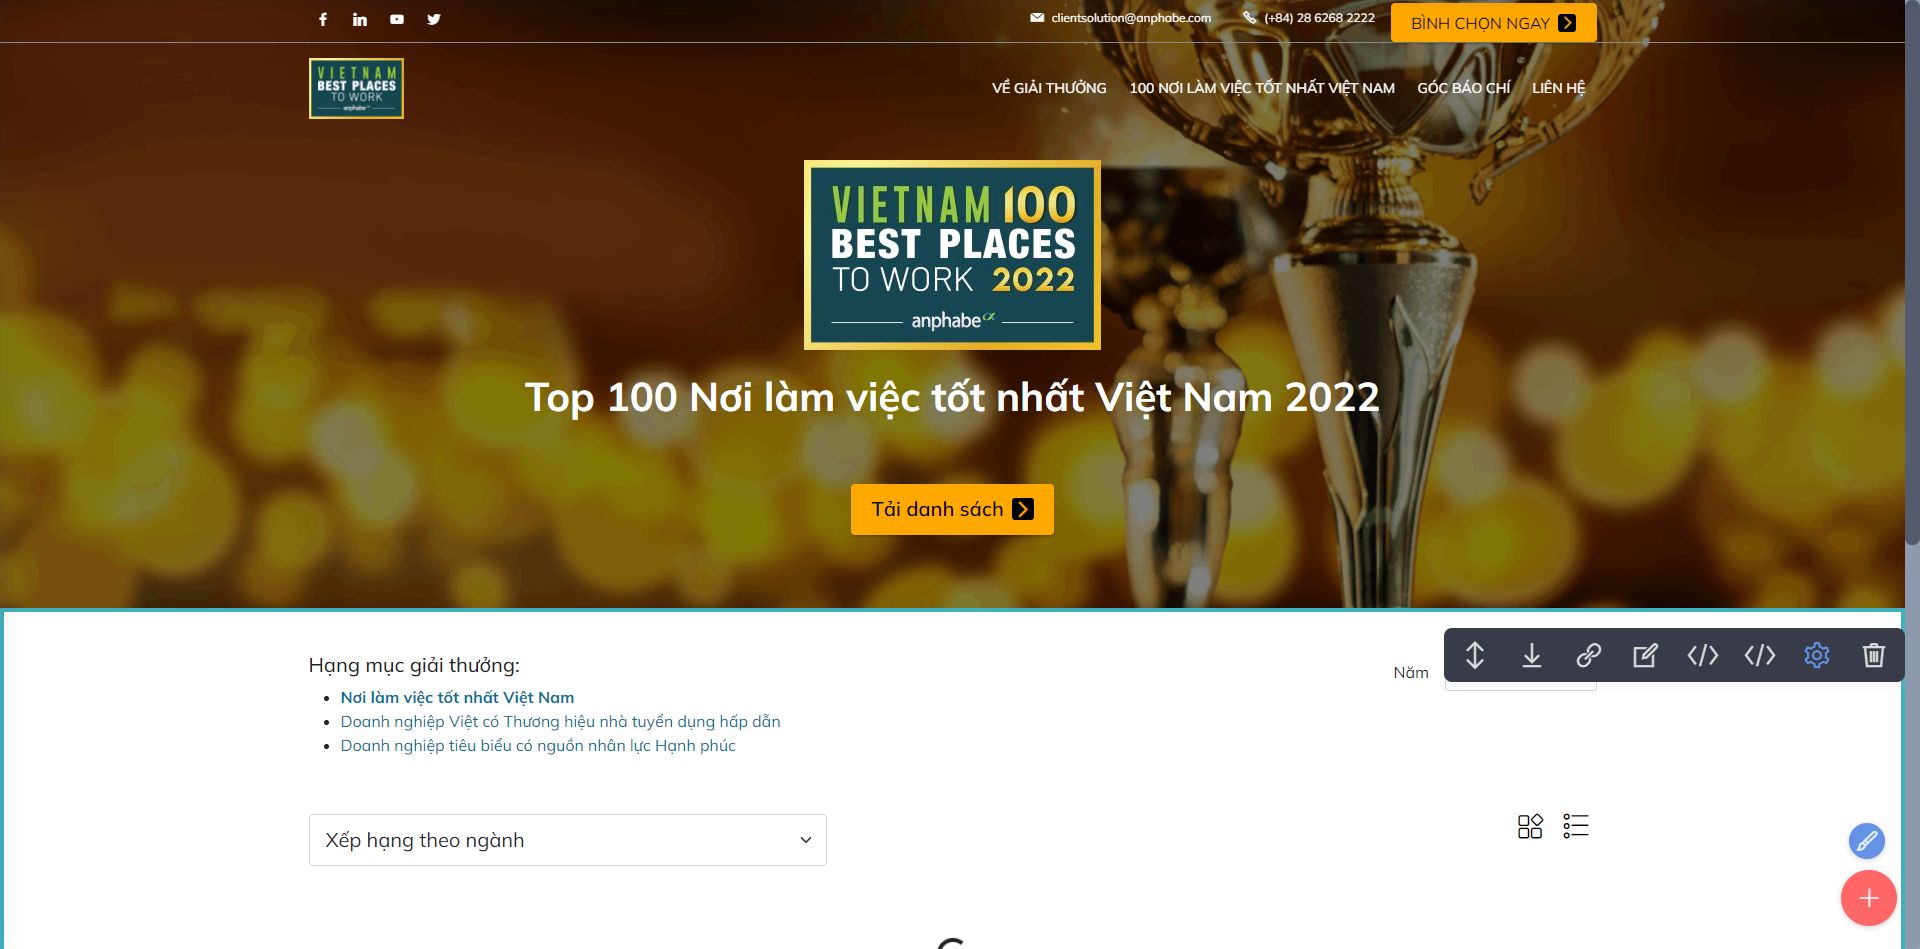 clientsolution@anphabe.com
(+84) 28 6268 2222
BÌNH CHỌN NGAY
VIETNAM
BEST PLACES
TO WORK
anphabe
VỀ GIẢI THƯỞNG
100 NƠI LÀM VIỆC TỐT NHẤT VIỆT NAM
GÓC BÁO CHÍ
LIÊN HỆ
VIETNAM 100
BEST PLACES
TO WORK 2022
anphabe
Top 100 Nơi làm việc tốt nhất Việt Nam 2022
Tải danh sách
Hạng mục giải thưởng:
Năm
Nơi làm việc tốt nhất Việt Nam
Doanh nghiệp Việt có Thương hiệu nhà tuyển dụng hấp dẫn
Doanh nghiệp tiêu biểu có nguồn nhân lực Hạnh phúc
Xếp hạng theo ngành